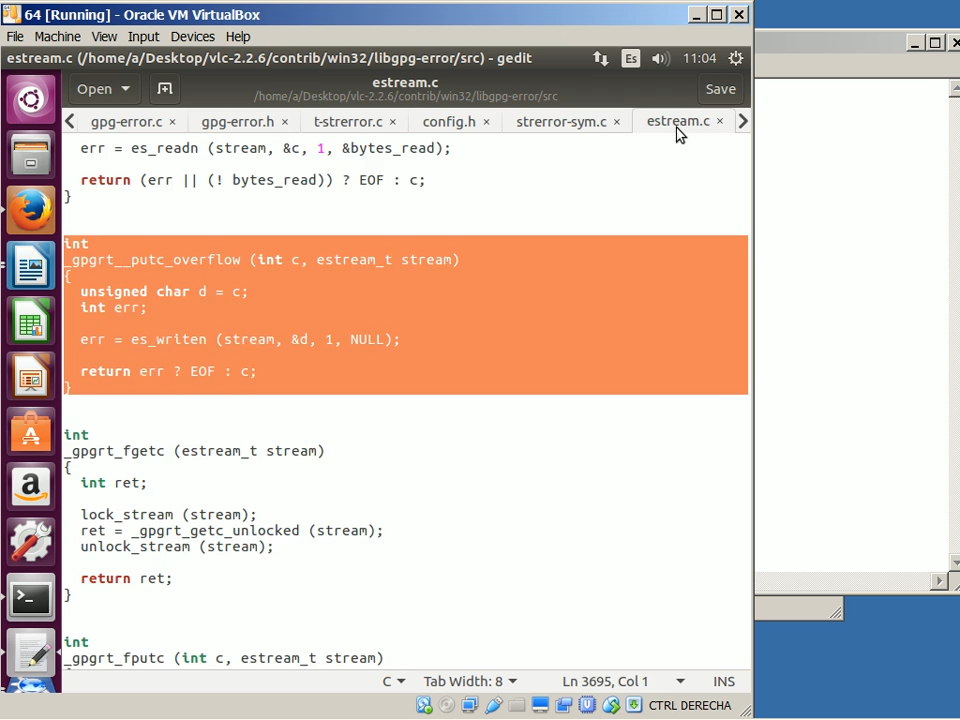 64 [Running] - Oracle VM VirtualBox
File Machine View Input Devices Help
estream.c (/home/a/Desktop/vlc-2.2.6/contrib/win32/libgpg-error/src) - gedit
Es
11:04
Open
estream.c
/home/a/Desktop/vlc-2.2.6/contrib/win32/libgpg-error/src
Save
gpg-error.c × gpg-error.h × t-strerror.c × config.h × strerror-sym.c × estream.c ×
err = es_readn (stream, &c, 1, &bytes_read);
return (err || (! bytes_read)) ? EOF : c;
}
int
_gpgrt__putc_overflow (int c, estream_t stream)
{
unsigned char d = c;
int err;
err = es_writen (stream, &d, 1, NULL);
return err ? EOF : c;
}
int
_gpgrt_fgetc (estream_t stream)
{
int ret;
lock_stream (stream);
ret = _gpgrt_getc_unlocked (stream);
unlock_stream (stream);
return ret;
}
int
_gpgrt_fputc (int c, estream_t stream)
C Tab Width: 8 Ln 3695, Col 1 INS
CTRL DERECHA